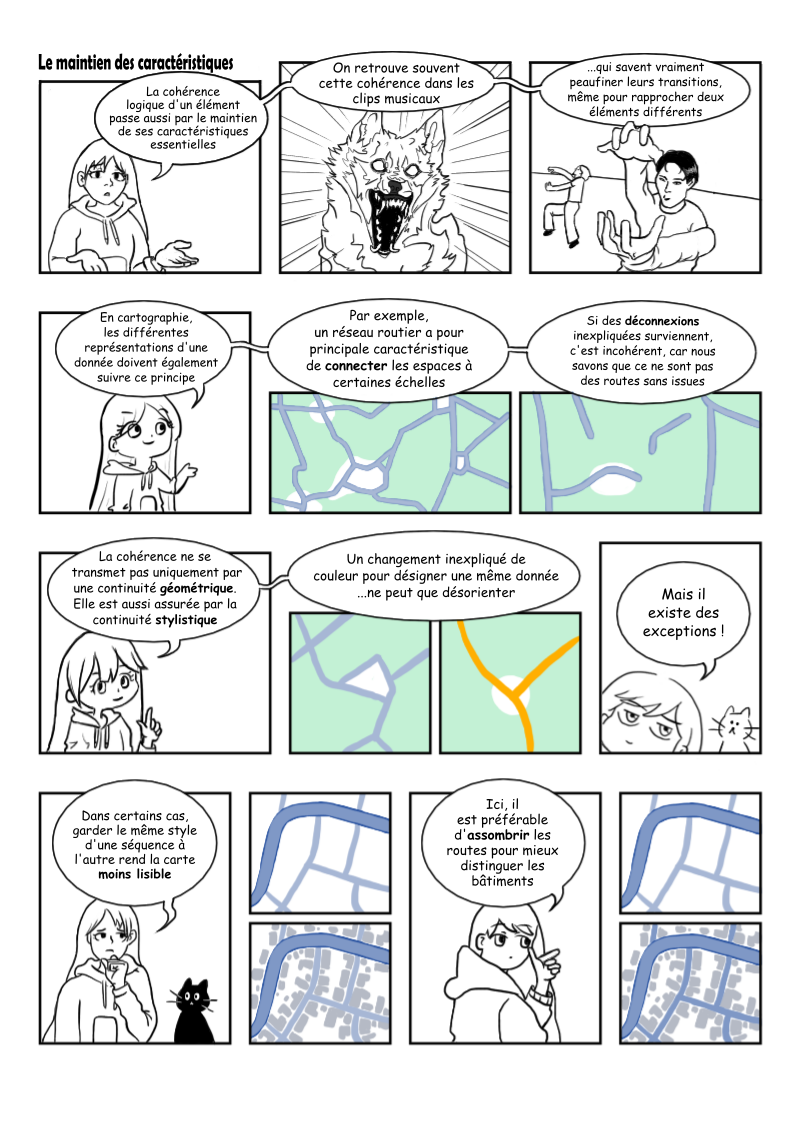 Le maintien des caractéristiques
La cohérence
logique d'un élément
passe aussi par le maintien
de ses caractéristiques
essentielles
On retrouve souvent
cette cohérence dans les
clips musicaux
...qui savent vraiment
peaufiner leurs transitions,
même pour rapprocher deux
éléments différents
En cartographie,
les différentes
représentations d'une
donnée doivent également
suivre ce principe
Par exemple,
un réseau routier a pour
principale caractéristique
de connecter les espaces à
certaines échelles
Si des déconnexions
inexpliquées surviennent,
c'est incohérent, car nous
savons que ce ne sont pas
des routes sans issues
La cohérence ne se
transmet pas uniquement par
une continuité géométrique.
Elle est aussi assurée par la
continuité stylistique
Un changement inexpliqué de
couleur pour désigner une même donnée
...ne peut que désorienter
Mais il
existe des
exceptions !
Dans certains cas,
garder le même style
d'une séquence à
l'autre rend la carte
moins lisible
Ici, il
est préférable
d'assombrir les
routes pour mieux
distinguer les
bâtiments